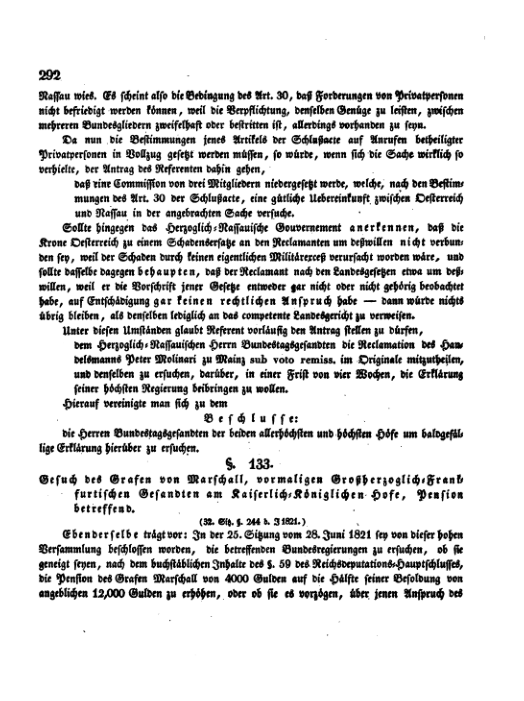 292
Nassau wies. Es scheint also die Bedingung des Art. 30, daß Forderungen von Privatpersonen
nicht befriedigt werden können, weil die Verpflichtung, denselben Genüge zu leisten, zwischen
mehreren Bundesgliedern zweifelhaft oder bestritten ist, allerdings vorhanden zu seyn.
Da nun die Bestimmungen jenes Artikels der Schlußacte auf Anrufen betheiligter
Privatpersonen in Vollzug gesetzt werden müssen, so würde, wenn sich die Sache wirklich so
verhielte, der Antrag des Referenten dahin gehen,
daß eine Commission von drei Mitgliedern niedergesetzt werde, welche, nach den Bestim-
mungen des Art. 30 der Schlußacte, eine gütliche Uebereinkunft zwischen Oesterreich
und Nassau in der angebrachten Sache versuche.
Sollte hingegen das Herzoglich-Nassauische Gouvernement anerkennen, daß die
Krone Oesterreich zu einem Schadensersatze an den Reclamanten um deßwillen nicht verbun-
den sey, weil der Schaden durch keinen eigentlichen Militärexceß verursacht worden wäre, und
sollte dasselbe dagegen behaupten, daß der Reclamant nach den Landesgesetzen etwa um deß-
willen, weil er die Vorschrift jener Gesetze entweder gar nicht oder nicht gehörig beobachtet
habe, auf Entschädigung gar keinen rechtlichen Anspruch habe — dann würde nichts
übrig bleiben, als denselben lediglich an das competente Landesgericht zu verweisen.
Unter diesen Umständen glaubt Referent vorläufig den Antrag stellen zu dürfen,
dem Herzoglich-Nassauischen Herrn Bundestagsgesandten die Reclamation des Han-
delsmanns Peter Molinari zu Mainz sub voto remiss. im Originale mitzutheilen,
und denselben zu ersuchen, darüber, in einer Frist von vier Wochen, die Erklärung
seiner höchsten Regierung beibringen zu wollen.
Hierauf vereinigte man sich zu dem
Beschlusse:
die Herren Bundestagsgesandten der beiden allerhöchsten und höchsten Höfe um baldgefäl-
lige Erklärung hierüber zu ersuchen.
§. 133.
Gesuch des Grafen von Marschall, vormaligen Großherzoglich-Frank-
furtischen Gesandten am Kaiserlich-Königlichen Hofe, Pension
betreffend.
(32. Sitz. §. 244 d. J 1821.)
Ebenderselbe trägt vor: In der 25. Sitzung vom 28. Juni 1821 sey von dieser hohen
Versammlung beschlossen worden, die betreffenden Bundesregierungen zu ersuchen, ob sie
geneigt seyen, nach dem buchstäblichen Inhalte des §. 59 des Reichsdeputations-Hauptschlusses,
die Pension des Grafen Marschall von 4000 Gulden auf die Hälfte seiner Besoldung von
angeblichen 12,000 Gulden zu erhöhen, oder ob sie es vorzögen, über jenen Anspruch des